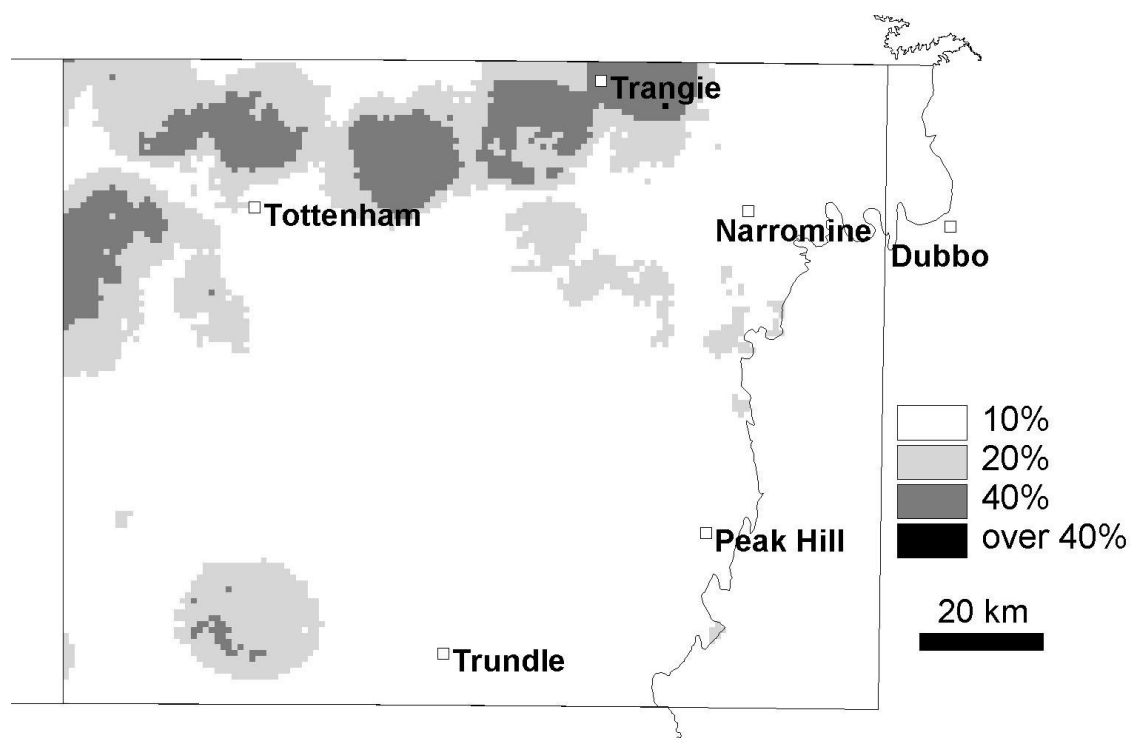 Trangie
Tottenham
Narromine
Dubbo
10%
20%
40%
over 40%
Peak Hill
20 km
Trundle